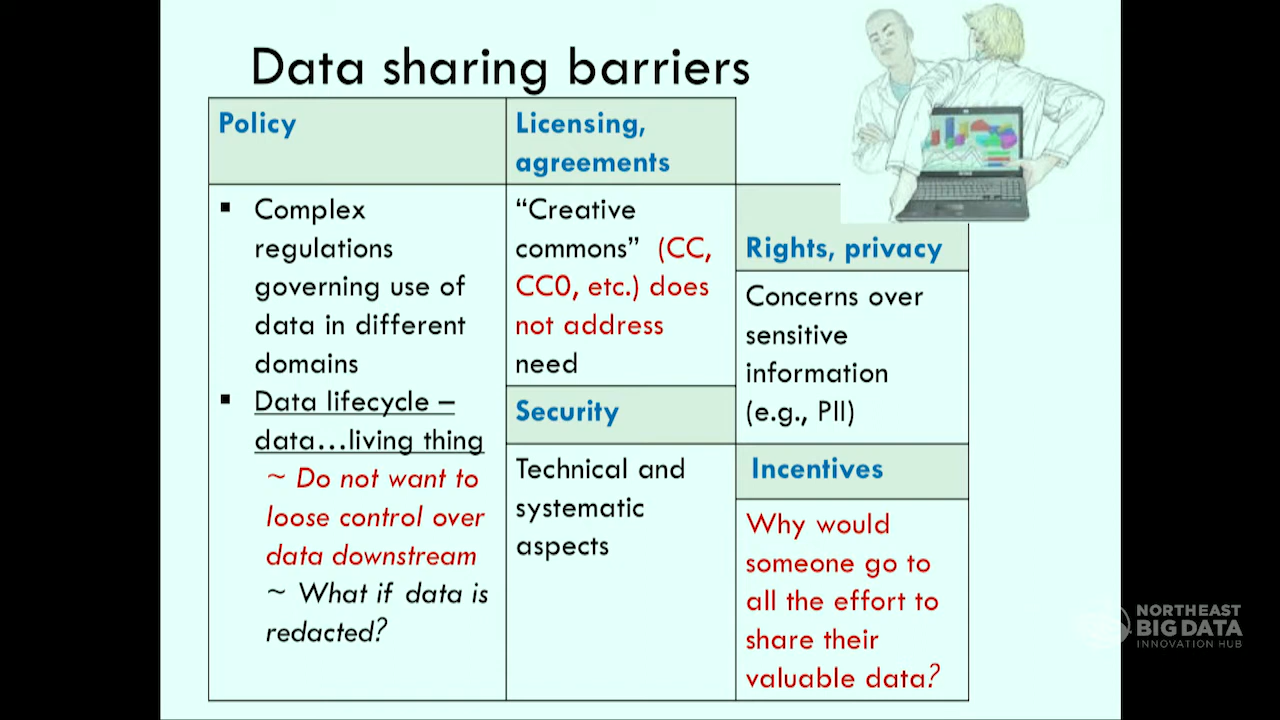 Data sharing barriers
Policy
▪ Complex
regulations
governing use of
data in different
domains
▪ Data lifecycle –
data...living thing
~ Do not want to
loose control over
data downstream
~ What if data is
redacted?
Licensing,
agreements
“Creative
commons” (CC,
CC0, etc.) does
not address
need
Security
Technical and
systematic
aspects
Rights, privacy
Concerns over
sensitive
information
(e.g., PII)
Incentives
Why would
someone go to
all the effort to
share their
valuable data?
NORTHEAST
BIG DATA
INNOVATION HUB